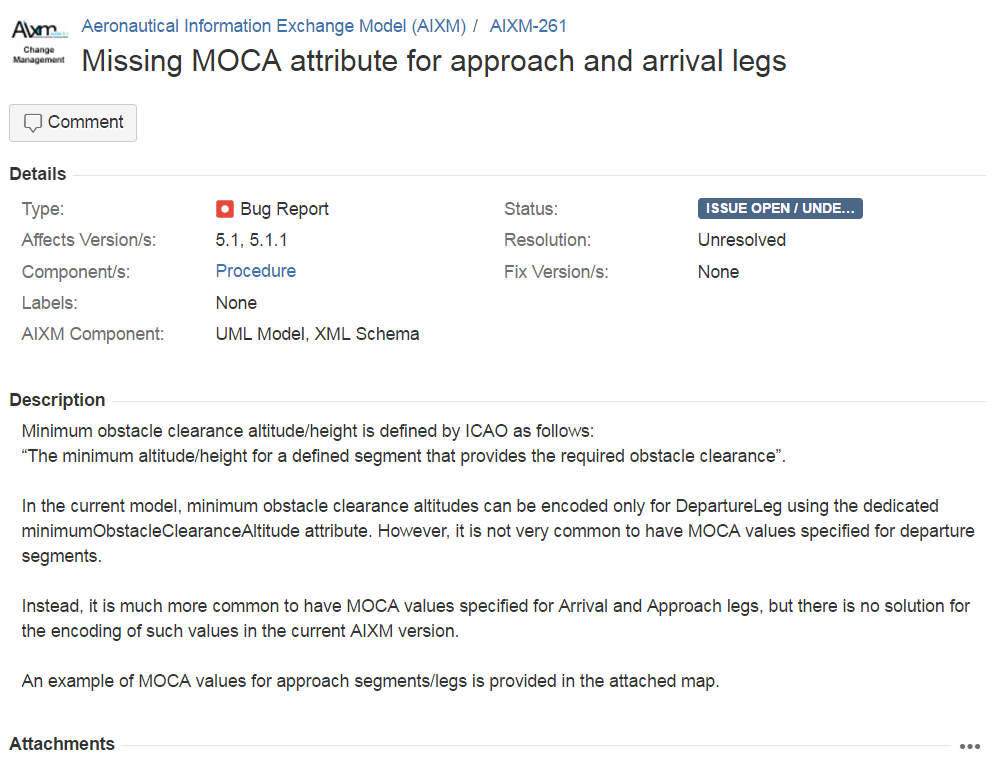 Aixm
Change
Management
Aeronautical Information Exchange Model (AIXM) / AIXM-261
Missing MOCA attribute for approach and arrival legs
Comment
Details
Type: Bug Report Status: ISSUE OPEN / UNDE...
Affects Version/s: 5.1, 5.1.1 Resolution: Unresolved
Component/s: Procedure Fix Version/s: None
Labels: None
AIXM Component: UML Model, XML Schema
Description
Minimum obstacle clearance altitude/height is defined by ICAO as follows:
“The minimum altitude/height for a defined segment that provides the required obstacle clearance”.
In the current model, minimum obstacle clearance altitudes can be encoded only for DepartureLeg using the dedicated
minimumObstacleClearanceAltitude attribute. However, it is not very common to have MOCA values specified for departure
segments.
Instead, it is much more common to have MOCA values specified for Arrival and Approach legs, but there is no solution for
the encoding of such values in the current AIXM version.
An example of MOCA values for approach segments/legs is provided in the attached map.
Attachments